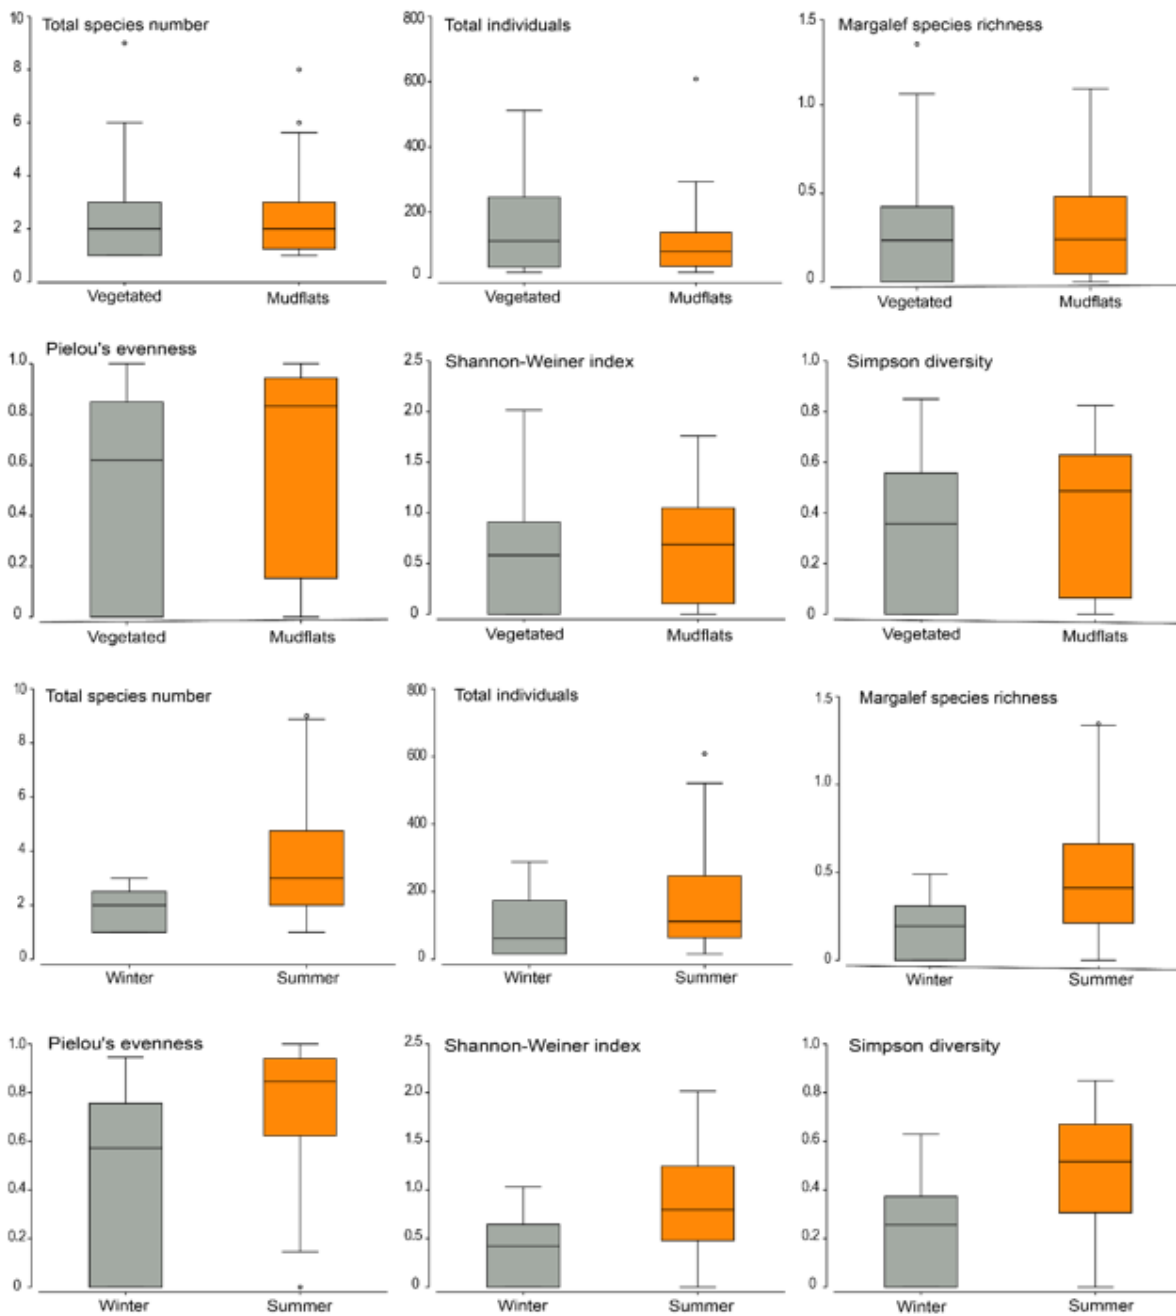 Total species number
10
8
6
4
2
0
Vegetated Mudflats
Total individuals
800
600
400
200
0
Vegetated Mudflats
Margalef species richness
1.5
1.0
0.5
0
Vegetated Mudflats
Pielou's evenness
1.0
0.8
0.6
0.4
0.2
0
Vegetated Mudflats
Shannon-Weiner index
2.5
2.0
1.5
1.0
0.5
0
Vegetated Mudflats
Simpson diversity
1.0
0.8
0.6
0.4
0.2
0
Vegetated Mudflats
Total species number
10
8
6
4
2
0
Winter Summer
Total individuals
800
600
400
200
0
Winter Summer
Margalef species richness
1.5
1.0
0.5
0
Winter Summer
Pielou's evenness
1.0
0.8
0.6
0.4
0.2
0
Winter Summer
Shannon-Weiner index
2.5
2.0
1.5
1.0
0.5
0
Winter Summer
Simpson diversity
1.0
0.8
0.6
0.4
0.2
0
Winter Summer